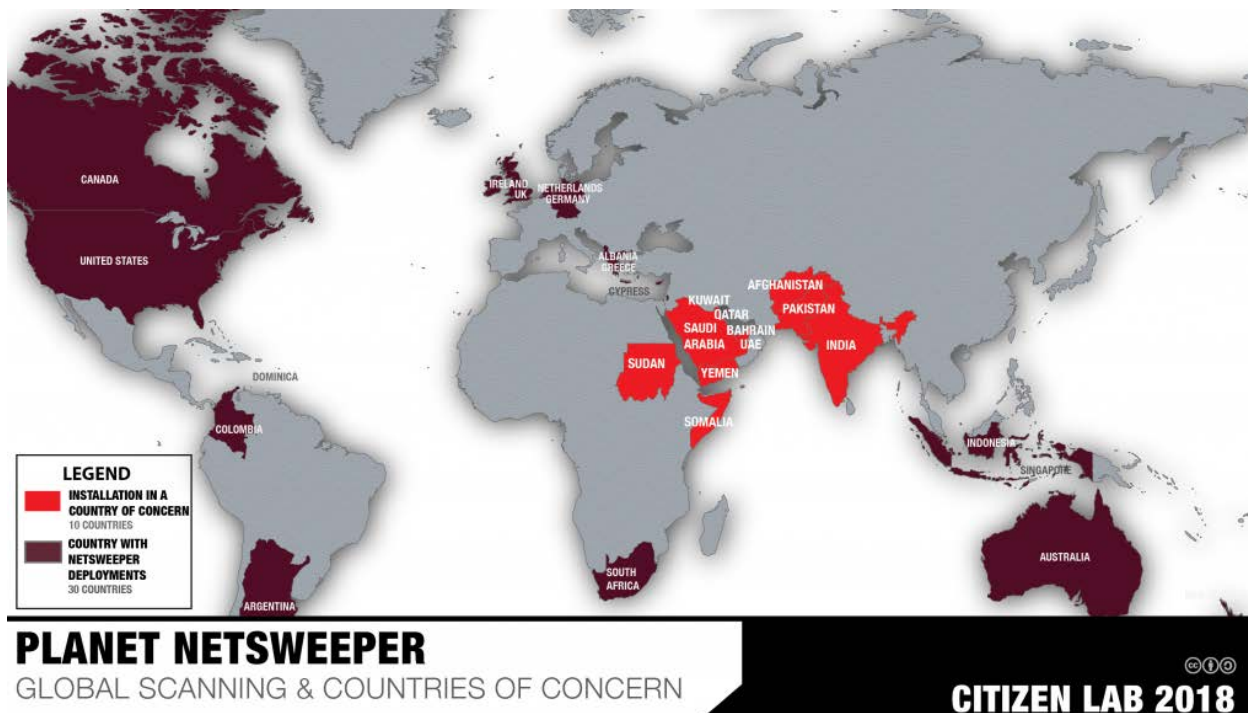 CANADA
UNITED STATES
IRELAND
UK
NETHERLANDS
GERMANY
ALBANIA
GREECE
CYPRESS
AFGHANISTAN
KUWAIT
PAKISTAN
QATAR
SAUDI
ARABIA
BAHRAIN
UAE
INDIA
SUDAN
YEMEN
DOMINICA
SOMALIA
COLOMBIA
INDONESIA
SINGAPORE
AUSTRALIA
SOUTH
AFRICA
ARGENTINA
LEGEND
INSTALLATION IN A
COUNTRY OF CONCERN
10 COUNTRIES
COUNTRY WITH
NETSWEEPER
DEPLOYMENTS
30 COUNTRIES
PLANET NETSWEEPER
GLOBAL SCANNING & COUNTRIES OF CONCERN
CITIZEN LAB 2018